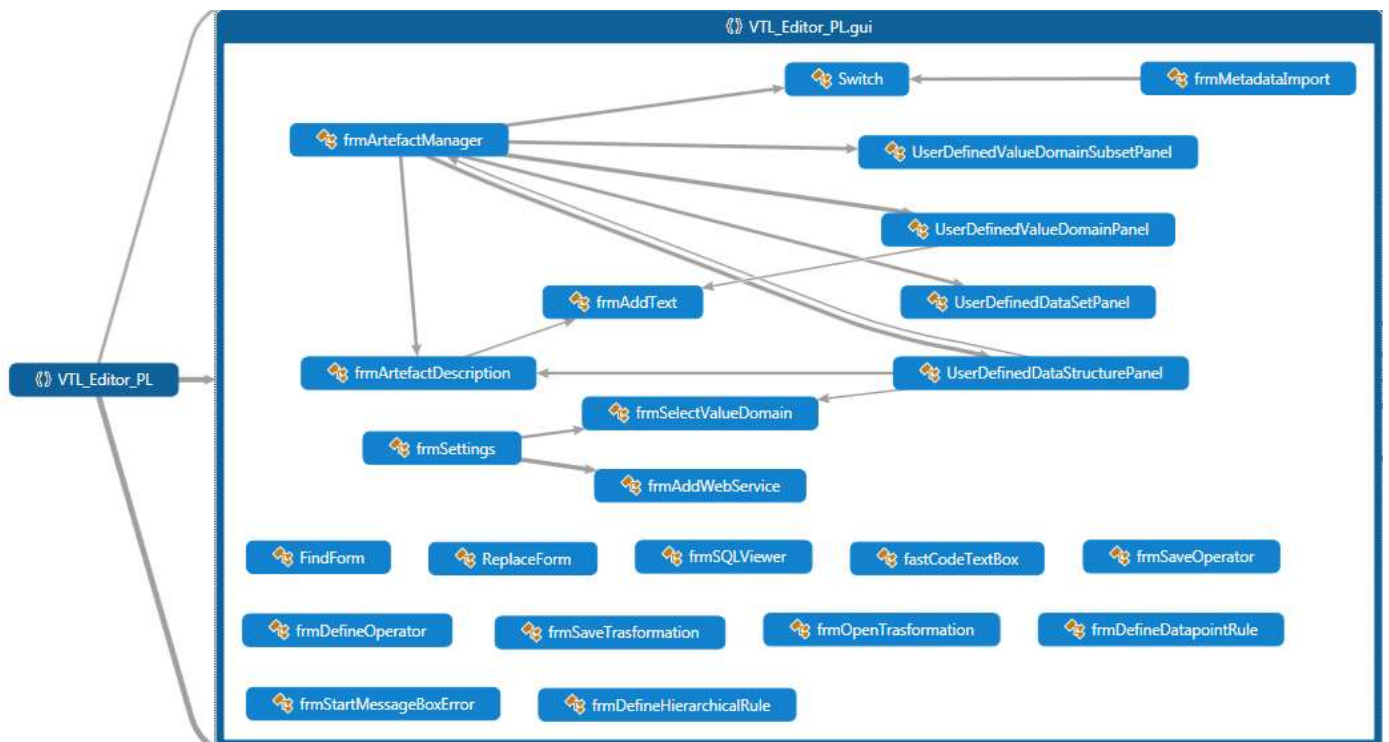 VTL_Editor_PL.gui
Switch
frmMetadataImport
frmArtefactManager
UserDefinedValueDomainSubsetPanel
UserDefinedValueDomainPanel
frmAddText
UserDefinedDataSetPanel
VTL_Editor_PL
frmArtefactDescription
UserDefinedDataStructurePanel
frmSelectValueDomain
frmSettings
frmAddWebService
FindForm
ReplaceForm
frmSQLViewer
fastCodeTextBox
frmSaveOperator
frmDefineOperator
frmSaveTrasformation
frmOpenTrasformation
frmDefineDatapointRule
frmStartMessageBoxError
frmDefineHierarchicalRule